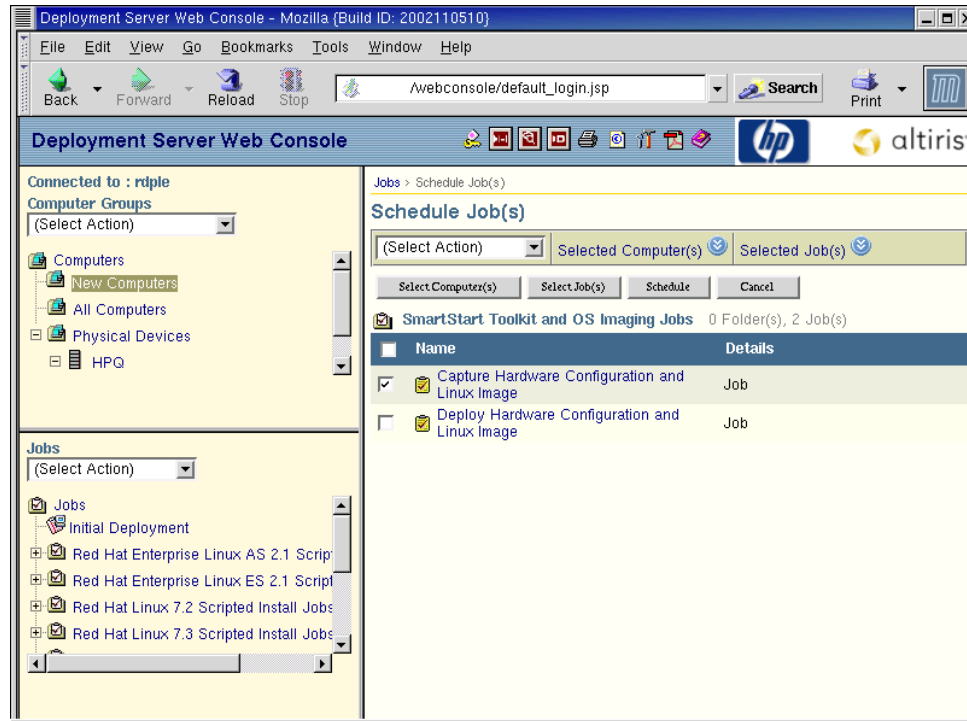 Deployment Server Web Console - Mozilla {Build ID: 2002110510}
File Edit View Go Bookmarks Tools Window Help
Back Forward Reload Stop /webconsole/default_login.jsp Search Print
Deployment Server Web Console
hp altiris
Connected to : rdple
Computer Groups
(Select Action)
Computers
New Computers
All Computers
Physical Devices
HPQ
Jobs
(Select Action)
Jobs
Initial Deployment
Red Hat Enterprise Linux AS 2.1 Scrip
Red Hat Enterprise Linux ES 2.1 Script
Red Hat Linux 7.2 Scripted Install Jobs
Red Hat Linux 7.3 Scripted Install Jobs
Jobs > Schedule Job(s)
Schedule Job(s)
(Select Action) Selected Computer(s) Selected Job(s)
Select Computer(s) Select Job(s) Schedule Cancel
SmartStart Toolkit and OS Imaging Jobs 0 Folder(s), 2 Job(s)
Name Details
Capture Hardware Configuration and
Linux Image
Job
Deploy Hardware Configuration and
Linux Image
Job